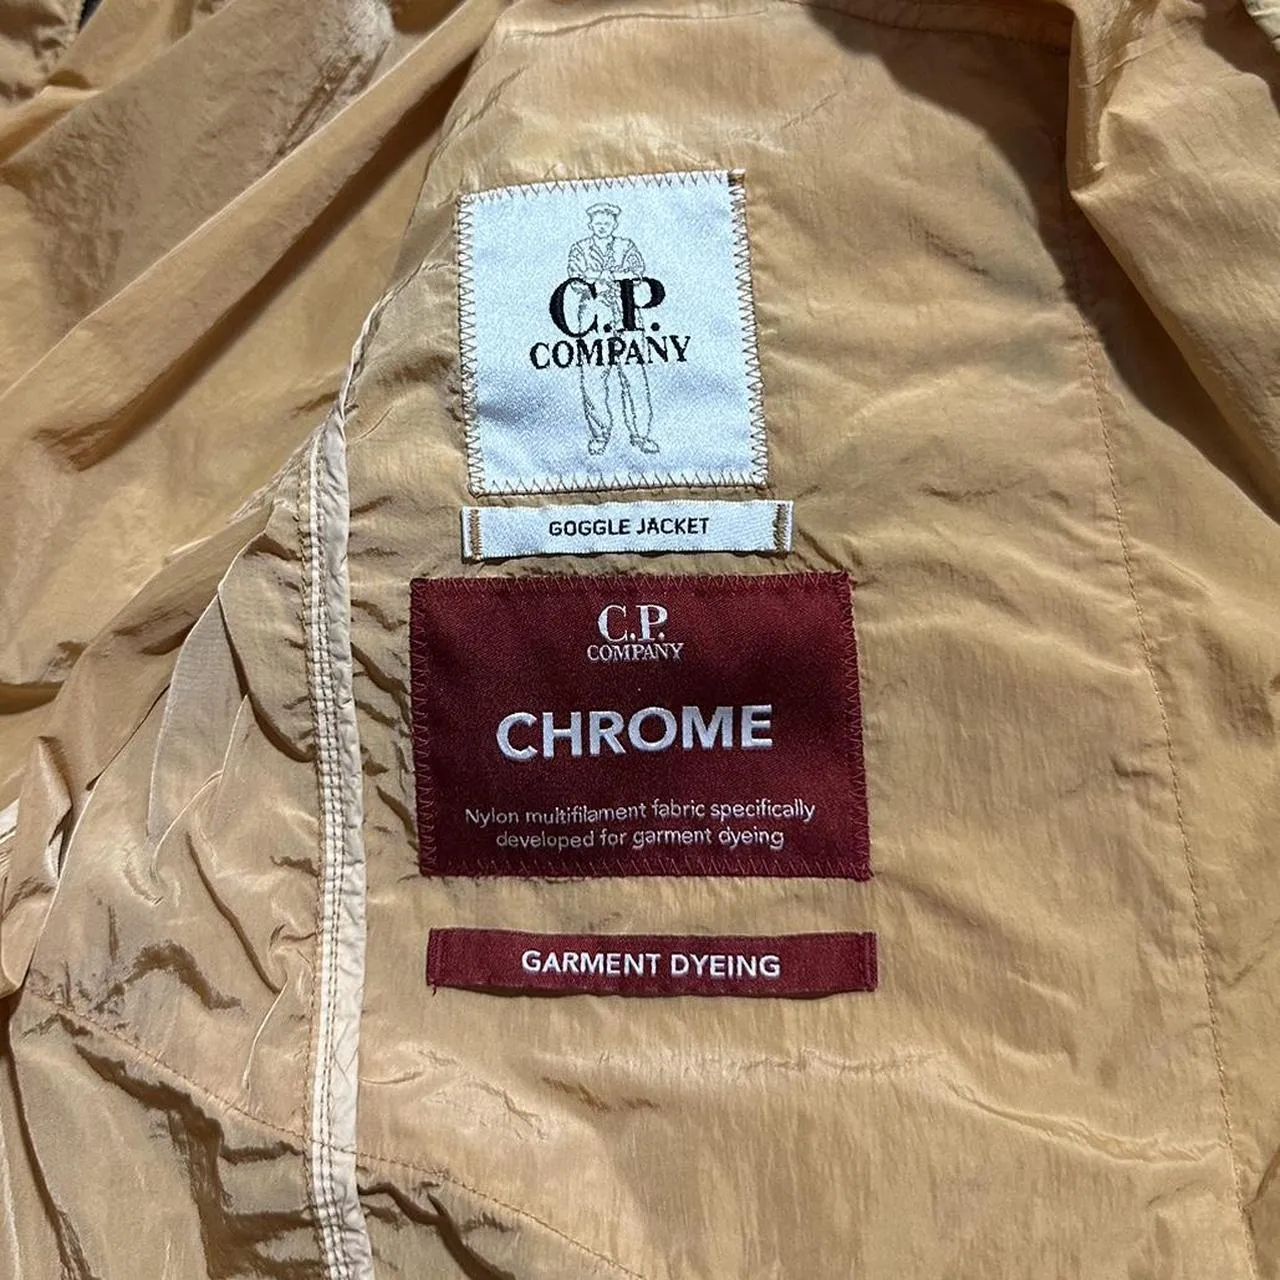 C.P.
COMPANY
GOGGLE JACKET
C.P.
COMPANY
CHROME
Nylon multifilament fabric specifically
developed for garment dyeing
GARMENT DYEING